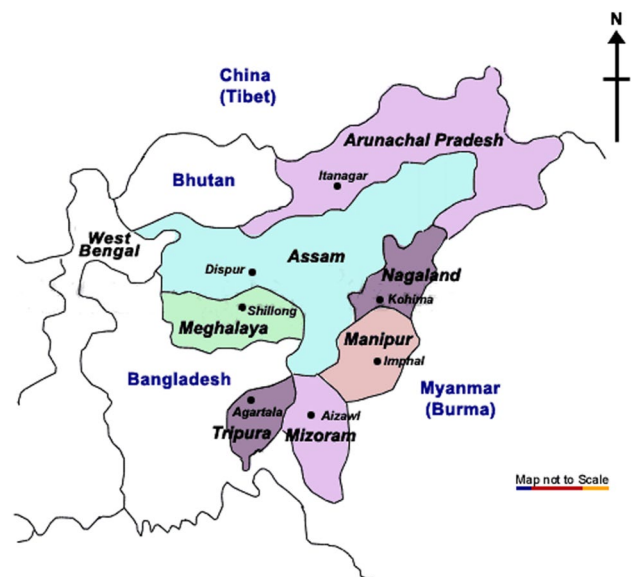 N
China
(Tibet)
Arunachal Pradesh
Itanagar
Bhutan
West
Bengal
Assam
Dispur
Nagaland
Kohima
Shillong
Meghalaya
Manipur
Imphal
Bangladesh
Myanmar
(Burma)
Agartala
Aizawl
Tripura
Mizoram
Map not to Scale